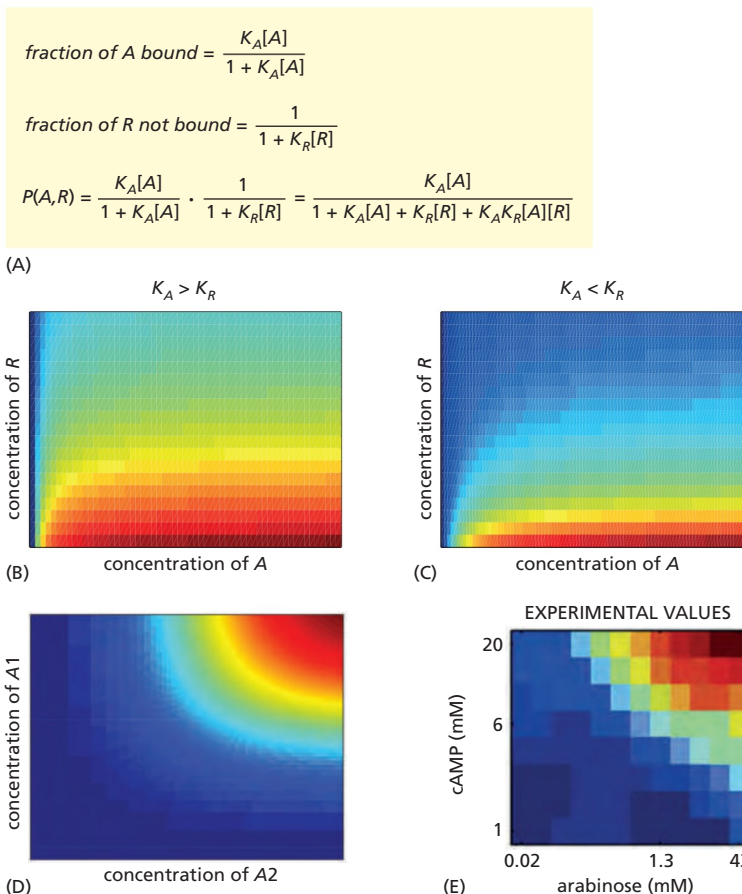 fraction of A bound = K_A[A] / 1 + K_A[A]
fraction of R not bound = 1 / 1 + K_R[R]
P(A,R) = K_A[A] / 1 + K_A[A] · 1 / 1 + K_R[R] = K_A[A] / 1 + K_A[A] + K_R[R] + K_AK_R[A][R]
(A)
K_A > K_R
concentration of R
concentration of A
(B)
K_A < K_R
concentration of R
concentration of A
(C)
concentration of A1
concentration of A2
(D)
EXPERIMENTAL VALUES
20
6
1
cAMP (mM)
0.02
1.3
arabinose (mM)
(E)